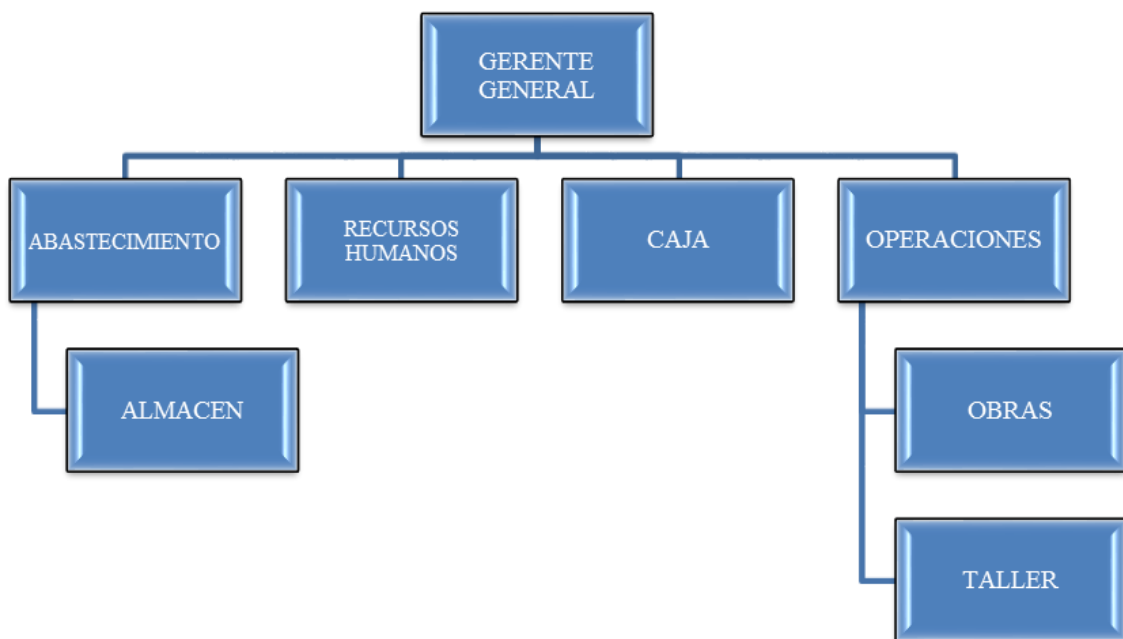 GERENTE
GENERAL
ABASTECIMIENTO
RECURSOS
HUMANOS
CAJA
OPERACIONES
ALMACEN
OBRAS
TALLER